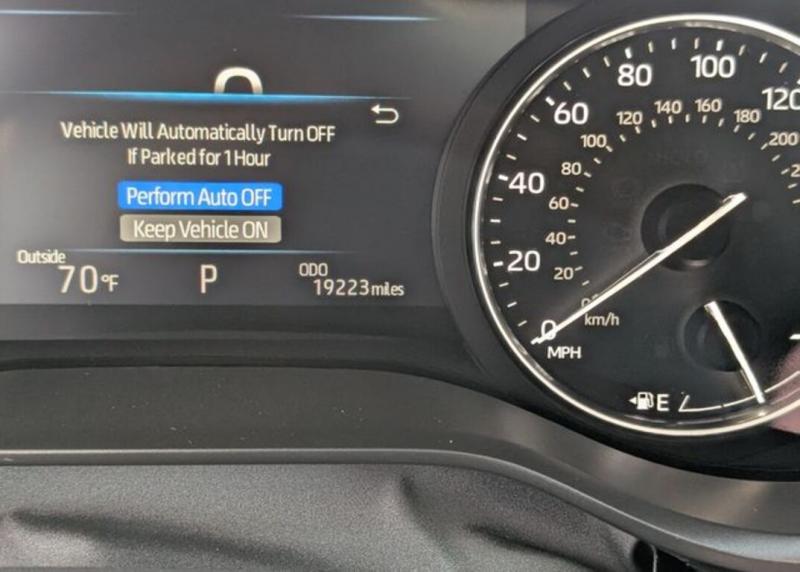 Vehicle Will Automatically Turn OFF
If Parked for 1 Hour
Perform Auto OFF
Keep Vehicle ON
Outside
70°F
P
ODO
19223 miles
0
20
40
60
80
100
120
20
40
60
80
100
120
140
160
180
200
km/h
MPH
E